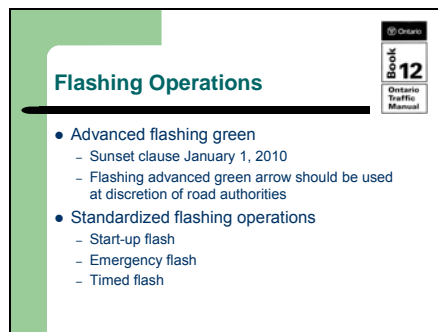 Ontario
Book 12
Ontario
Traffic
Manual
Flashing Operations
● Advanced flashing green
– Sunset clause January 1, 2010
– Flashing advanced green arrow should be used
at discretion of road authorities
● Standardized flashing operations
– Start-up flash
– Emergency flash
– Timed flash